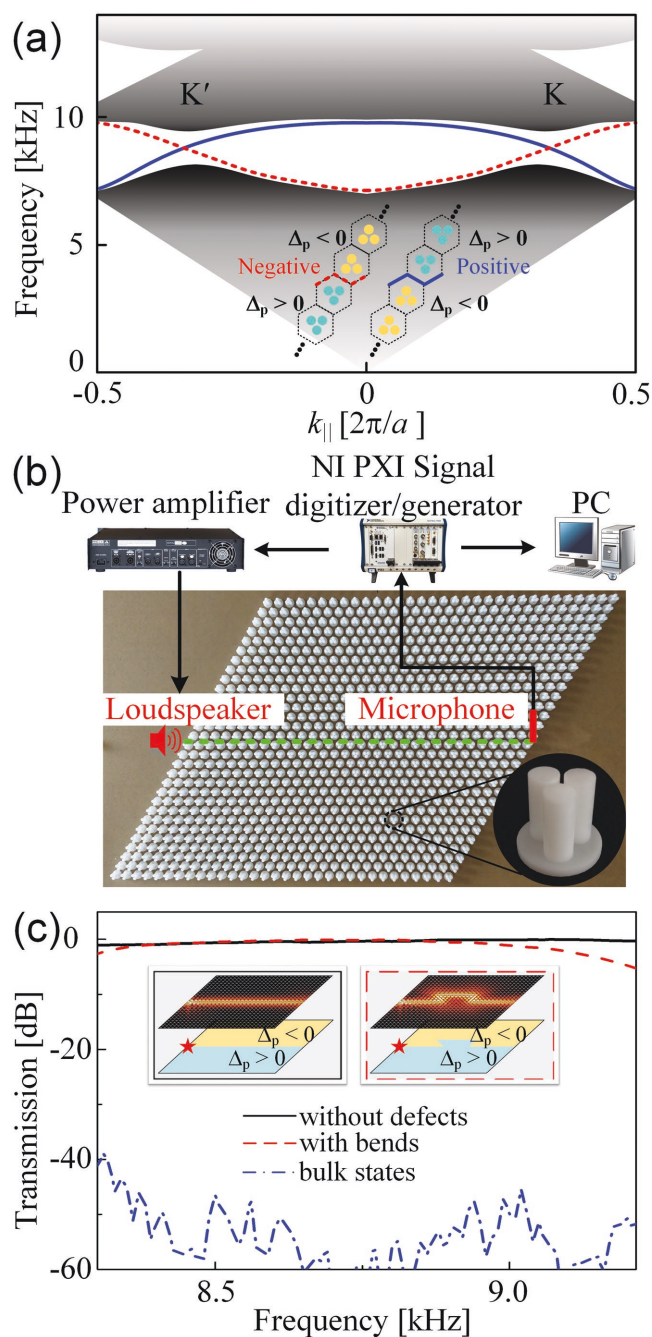 (a)
K′
K
10
5
0
Frequency [kHz]
Δp < 0
Δp > 0
Negative
Positive
Δp > 0
Δp < 0
-0.5
0
0.5
k|| [2π/a]
(b)
NI PXI Signal
Power amplifier
digitizer/generator
PC
Loudspeaker
Microphone
(c)
0
-20
-40
-60
Transmission [dB]
Δp < 0
Δp > 0
Δp < 0
Δp > 0
without defects
with bends
bulk states
8.5
9.0
Frequency [kHz]